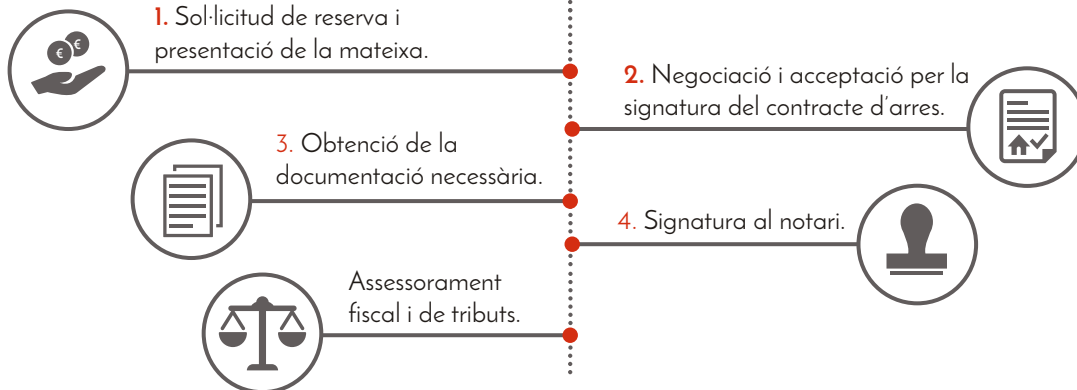 1. Sol·licitud de reserva i
presentació de la mateixa.
2. Negociació i acceptació per la
signatura del contracte d'arres.
3. Obtenció de la
documentació necessària.
4. Signatura al notari.
Assessorament
fiscal i de tributs.